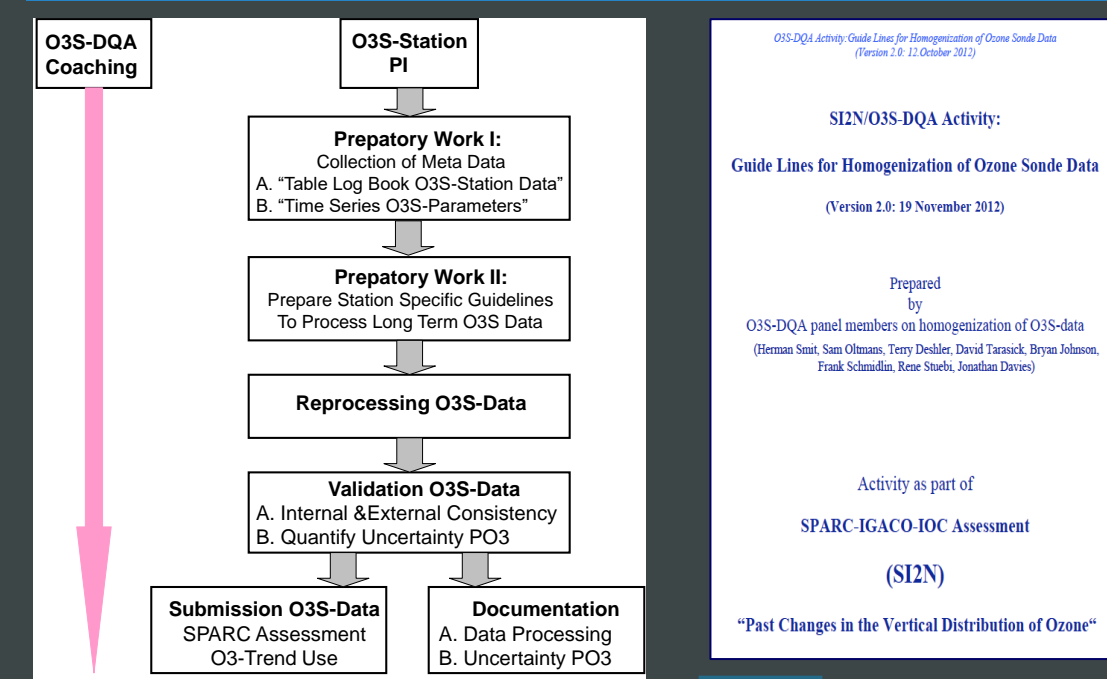 O3S-DQA
Coaching
O3S-Station
PI
Prepatory Work I:
Collection of Meta Data
A. “Table Log Book O3S-Station Data”
B. “Time Series O3S-Parameters”
Prepatory Work II:
Prepare Station Specific Guidelines
To Process Long Term O3S Data
Reprocessing O3S-Data
Validation O3S-Data
A. Internal &External Consistency
B. Quantify Uncertainty PO3
Submission O3S-Data
SPARC Assessment
O3-Trend Use
Documentation
A. Data Processing
B. Uncertainty PO3
O3S-DQA Activity:Guide Lines for Homogenization of Ozone Sonde Data
(Version 2.0: 12.October 2012)
SI2N/O3S-DQA Activity:
Guide Lines for Homogenization of Ozone Sonde Data
(Version 2.0: 19 November 2012)
Prepared
by
O3S-DQA panel members on homogenization of O3S-data
(Herman Smit, Sam Oltmans, Terry Deshler, David Tarasick, Bryan Johnson,
Frank Schmidlin, Rene Stuebi, Jonathan Davies)
Activity as part of
SPARC-IGACO-IOC Assessment
(SI2N)
“Past Changes in the Vertical Distribution of Ozone“